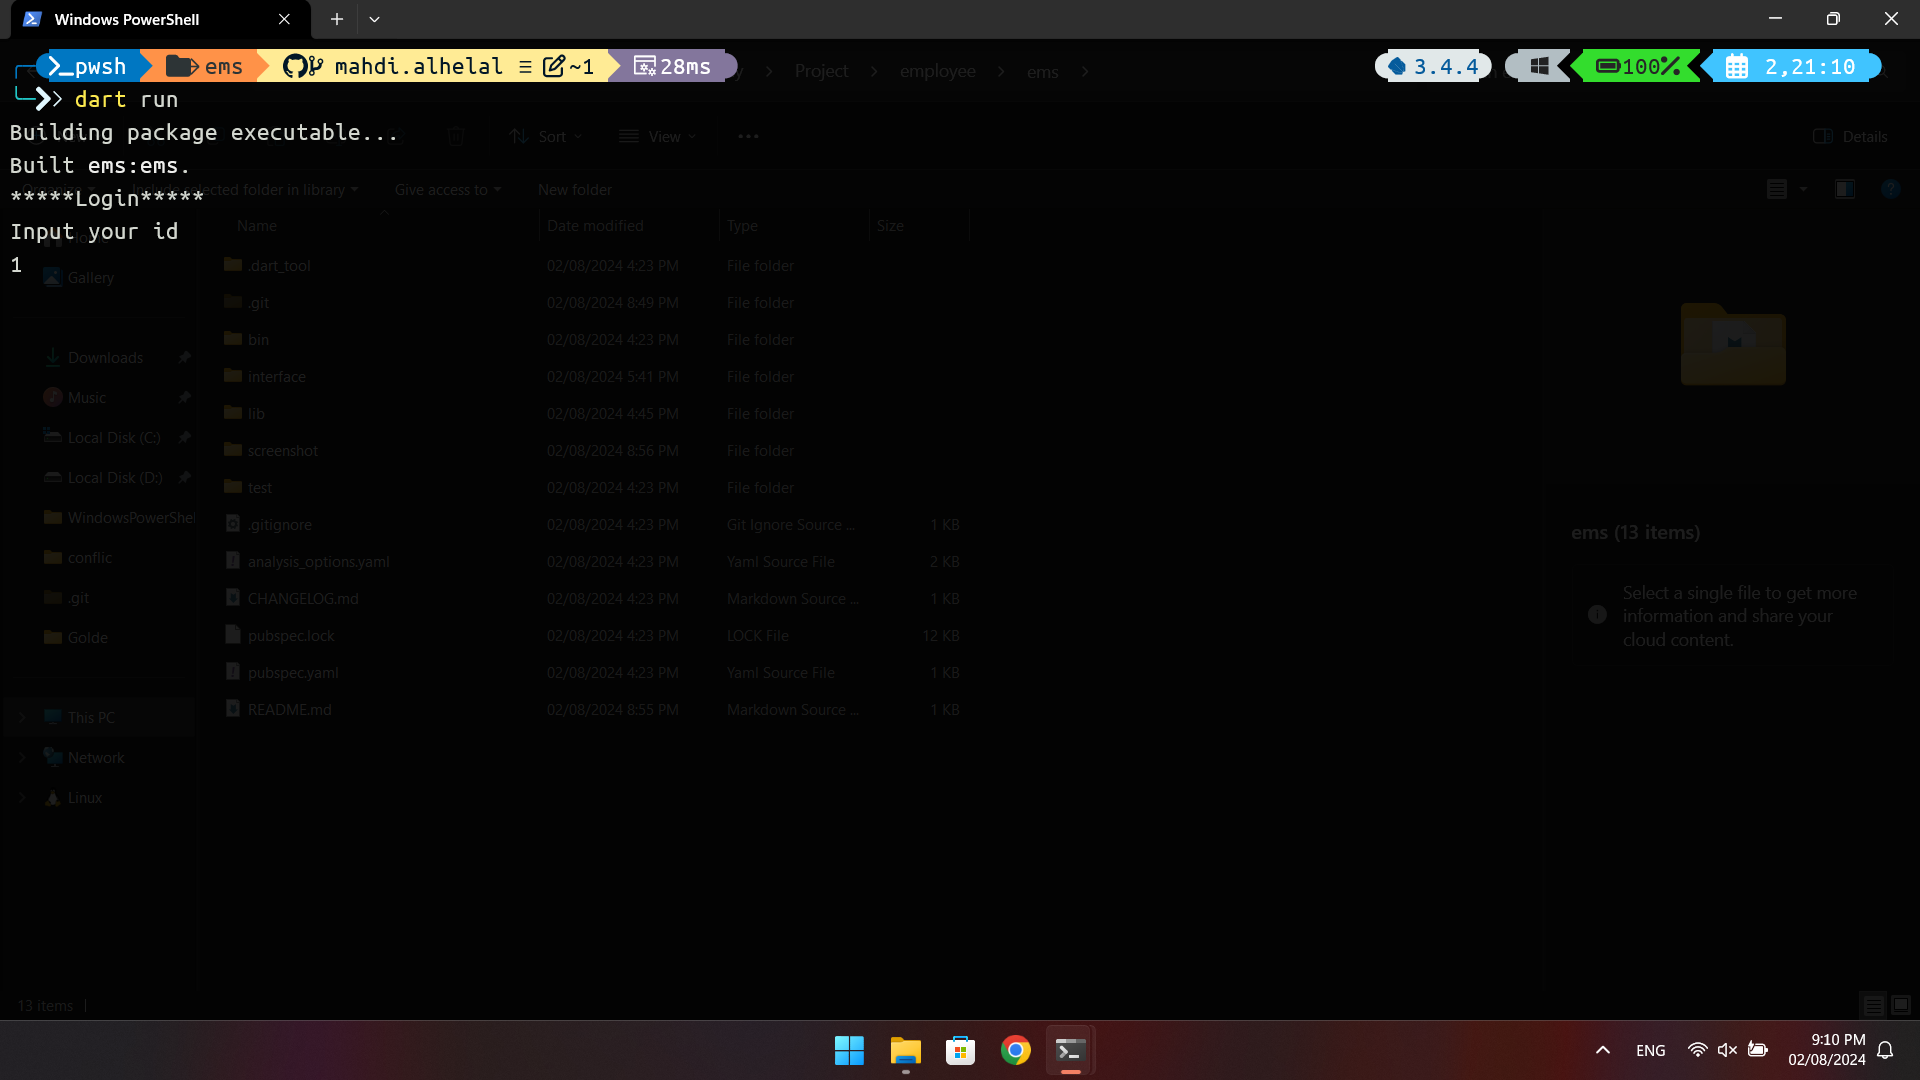 Windows PowerShell
pwsh ems mahdi.alhelal ≡ ~1 28ms
Project > employee > ems >
3.4.4 100% 2,21:10
dart run
Building package executable...
Sort View ... Details
Built ems:ems.
Organize Include selected folder in library Give access to New folder
*****Login*****
Input your id
Name Date modified Type Size
1
Home
Gallery
Downloads
Music
Local Disk (C:)
Local Disk (D:)
WindowsPowerShel
conflic
.git
Golde
This PC
Network
Linux
.dart_tool 02/08/2024 4:23 PM File folder
.git 02/08/2024 8:49 PM File folder
bin 02/08/2024 4:23 PM File folder
interface 02/08/2024 5:41 PM File folder
lib 02/08/2024 4:45 PM File folder
screenshot 02/08/2024 8:56 PM File folder
test 02/08/2024 4:23 PM File folder
.gitignore 02/08/2024 4:23 PM Git Ignore Source ... 1 KB
analysis_options.yaml 02/08/2024 4:23 PM Yaml Source File 2 KB
CHANGELOG.md 02/08/2024 4:23 PM Markdown Source ... 1 KB
pubspec.lock 02/08/2024 4:23 PM LOCK File 12 KB
pubspec.yaml 02/08/2024 4:23 PM Yaml Source File 1 KB
README.md 02/08/2024 8:55 PM Markdown Source ... 1 KB
ems (13 items)
Select a single file to get more
information and share your
cloud content.
13 items
ENG
9:10 PM
02/08/2024